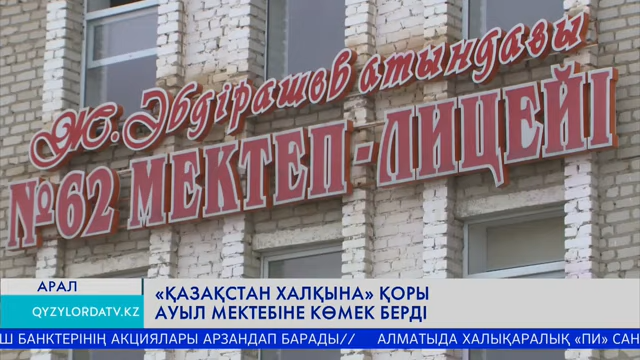 Ж. Әбдірашев атындағы
№62 МЕКТЕП-ЛИЦЕЙІ
АРАЛ
QYZYLORDATV.KZ
«ҚАЗАҚСТАН ХАЛҚЫНА» ҚОРЫ
АУЫЛ МЕКТЕБІНЕ КӨМЕК БЕРДІ
Ш БАНКТЕРІНІҢ АКЦИЯЛАРЫ АРЗАНДАП БАРАДЫ// АЛМАТЫДА ХАЛЫҚАРАЛЫҚ «ПИ» САН